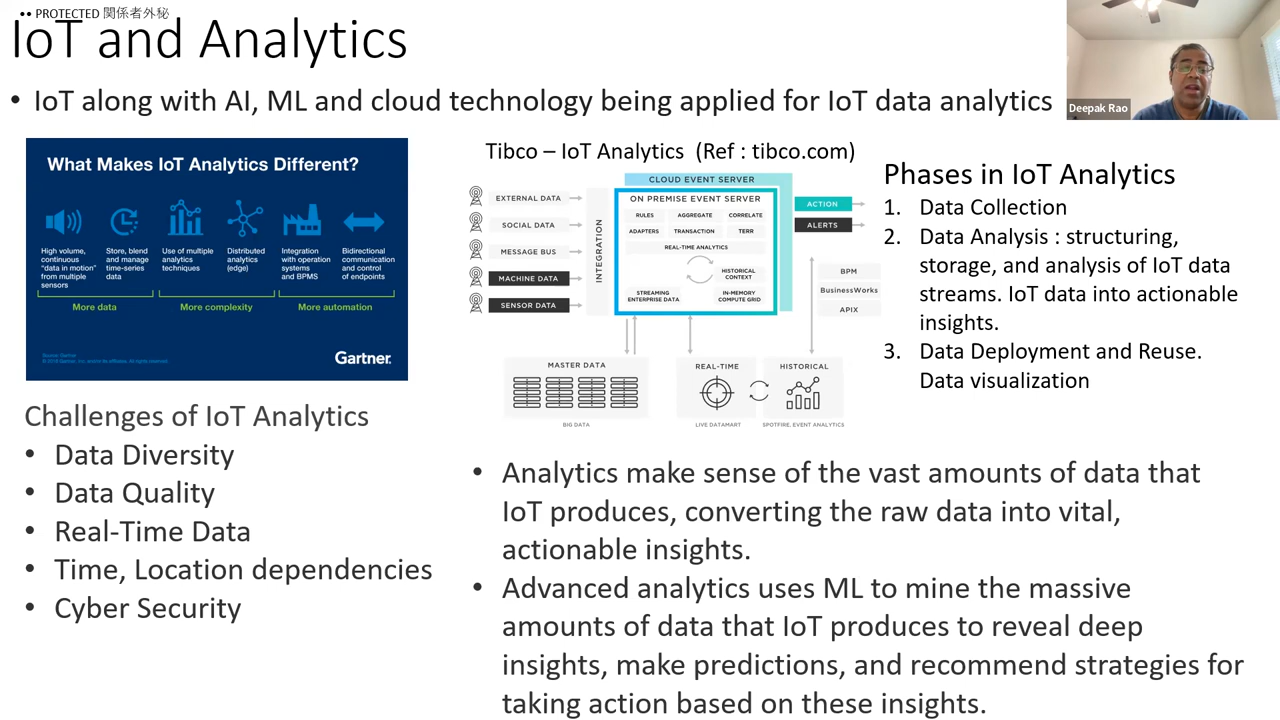 •• PROTECTED 関係者外秘
IoT and Analytics
• IoT along with AI, ML and cloud technology being applied for IoT data analytics
Deepak Rao
What Makes IoT Analytics Different?
High volume,
continuous
"data in motion"
from multiple
sensors
Store, blend
and manage
time-series
data
Use of multiple
analytics
techniques
Distributed
analytics
(edge)
Integration
with operation
systems
and BPMS
Bidirectional
communication
and control
of endpoints
More data
More complexity
More automation
Source: Gartner
Gartner.
Tibco – IoT Analytics (Ref : tibco.com)
CLOUD EVENT SERVER
ON PREMISE EVENT SERVER
EXTERNAL DATA
SOCIAL DATA
MESSAGE BUS
MACHINE DATA
SENSOR DATA
INTEGRATION
RULES
AGGREGATE
CORRELATE
ADAPTERS
TRANSACTION
TERR
REAL-TIME ANALYTICS
HISTORICAL
CONTEXT
STREAMING
ENTERPRISE DATA
IN-MEMORY
COMPUTE GRID
ACTION
ALERTS
BPM
BusinessWorks
APIX
MASTER DATA
BIG DATA
REAL-TIME
LIVE DATAMART
HISTORICAL
SPOTFIRE, EVENT ANALYTICS
Phases in IoT Analytics
1. Data Collection
2. Data Analysis : structuring,
storage, and analysis of IoT data
streams. IoT data into actionable
insights.
3. Data Deployment and Reuse.
Data visualization
Challenges of IoT Analytics
• Data Diversity
• Data Quality
• Real-Time Data
• Time, Location dependencies
• Cyber Security
• Analytics make sense of the vast amounts of data that
IoT produces, converting the raw data into vital,
actionable insights.
• Advanced analytics uses ML to mine the massive
amounts of data that IoT produces to reveal deep
insights, make predictions, and recommend strategies for
taking action based on these insights.